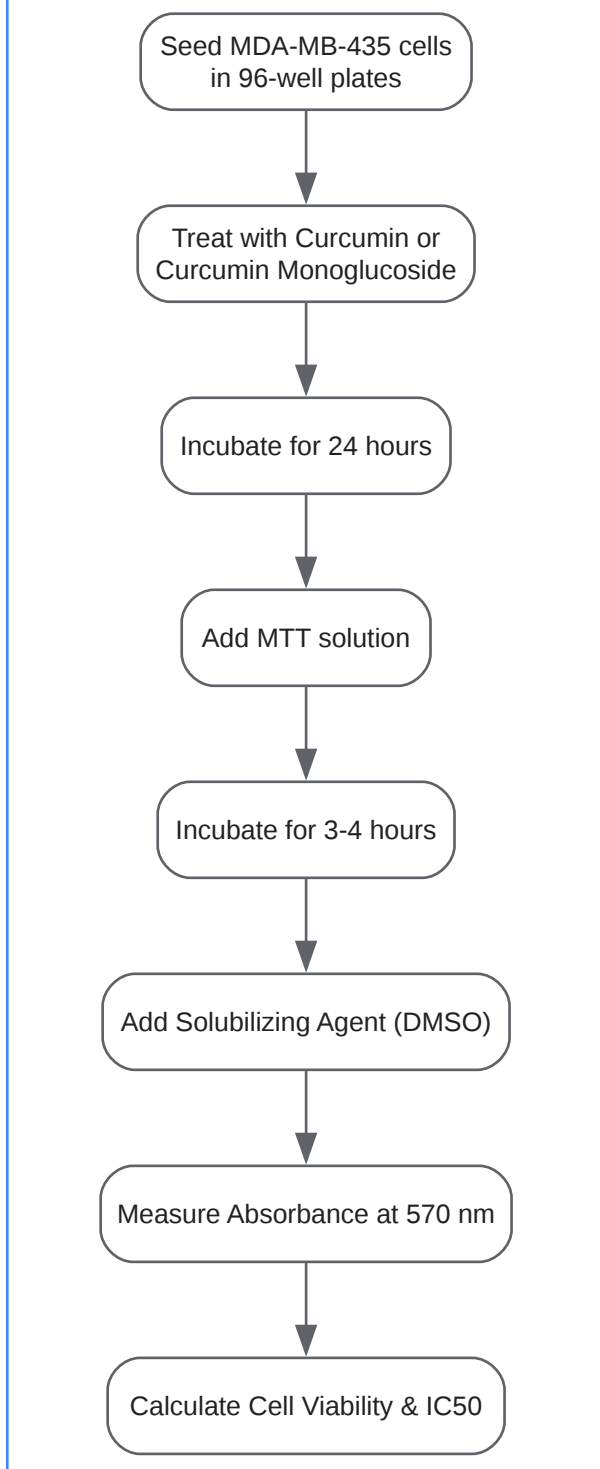 Seed MDA-MB-435 cells
in 96-well plates
Treat with Curcumin or
Curcumin Monoglucoside
Incubate for 24 hours
Add MTT solution
Incubate for 3-4 hours
Add Solubilizing Agent (DMSO)
Measure Absorbance at 570 nm
Calculate Cell Viability & IC50